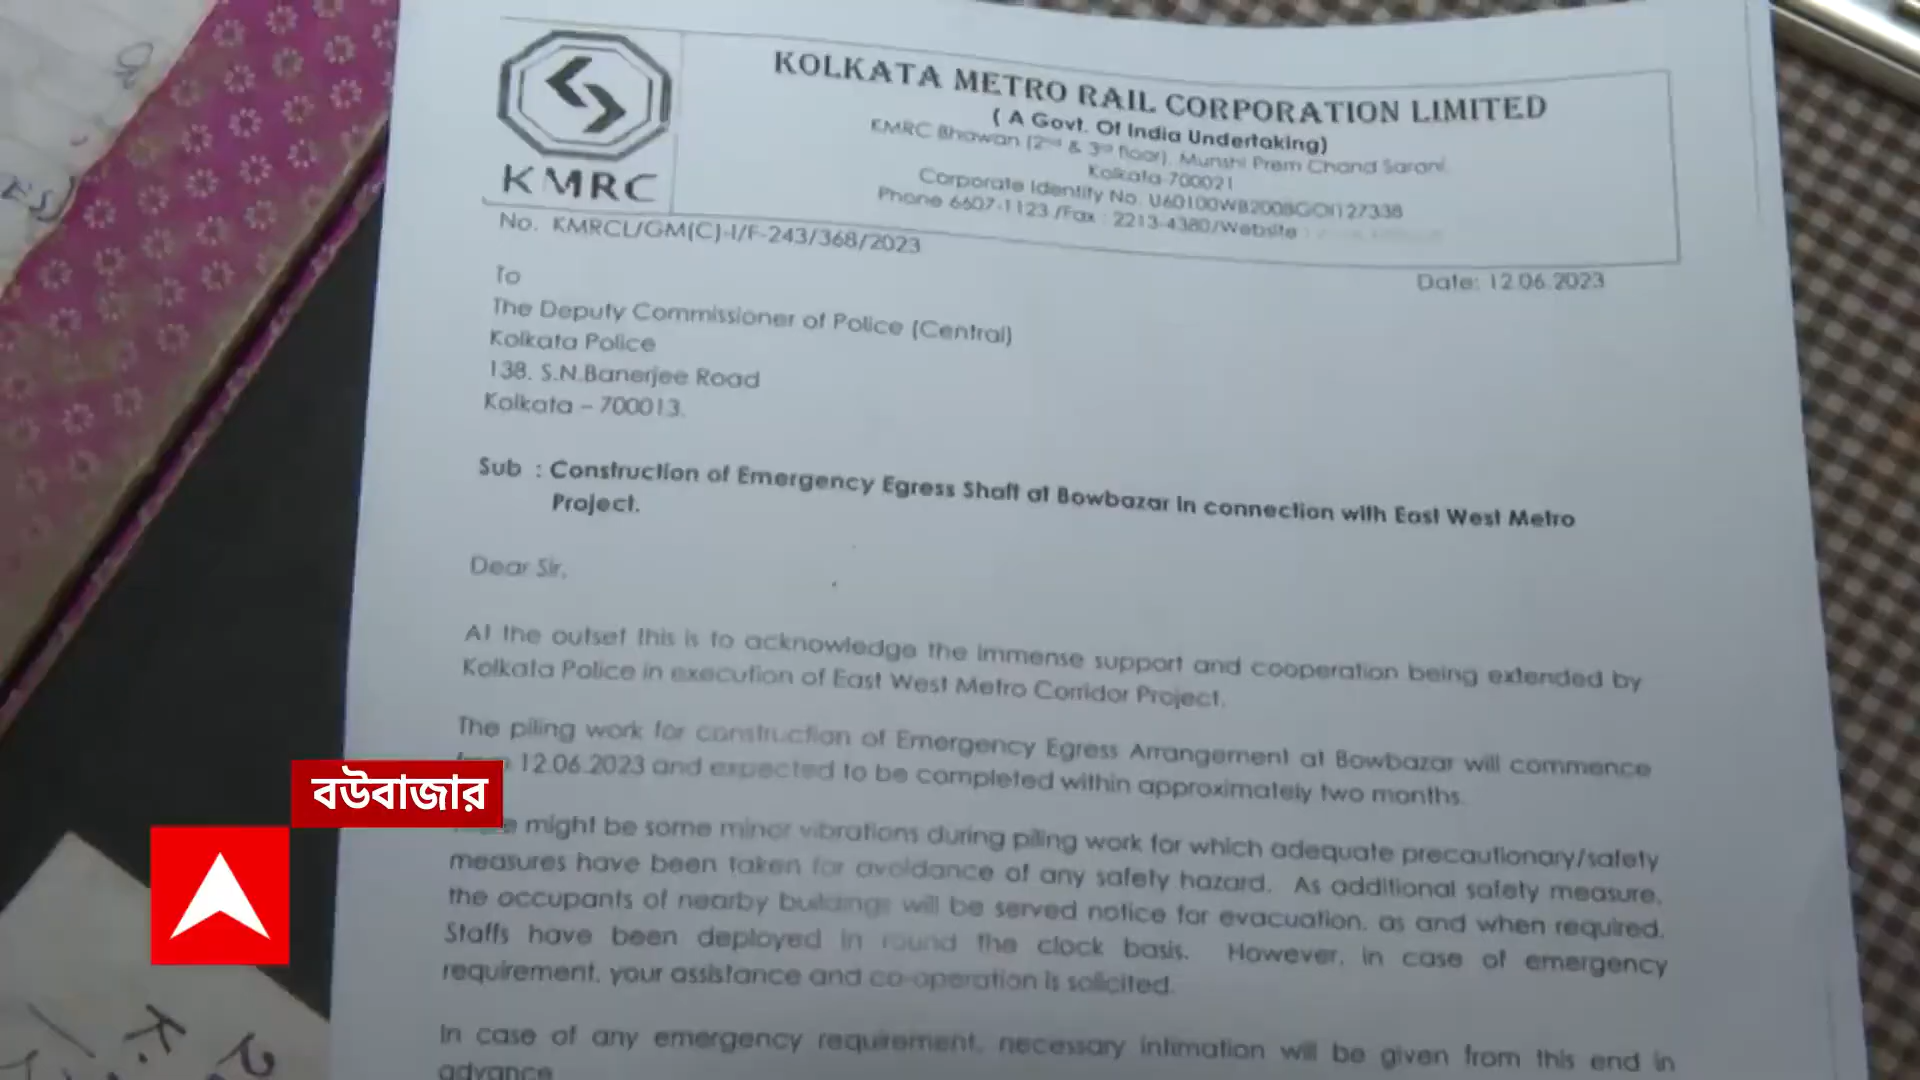 KMRC
KOLKATA METRO RAIL CORPORATION LIMITED
( A Govt. Of India Undertaking)
KMRC Bhawan (2nd & 3rd floor), Munshi Prem Chand Sarani,
Kolkata-700021
Corporate Identity No. U60100WB2008GOI127338
Phone 6607-1123 /Fax : 2213-4380/Website :
No. KMRCL/GM(C)-I/F-243/368/2023
Date: 12.06.2023
To
The Deputy Commissioner of Police (Central)
Kolkata Police
138, S.N.Banerjee Road
Kolkata – 700013.
Sub : Construction of Emergency Egress Shaft at Bowbazar in connection with East West Metro
Project.
Dear Sir,
At the outset this is to acknowledge the immense support and cooperation being extended by
Kolkata Police in execution of East West Metro Corridor Project.
The piling work for construction of Emergency Egress Arrangement at Bowbazar will commence
12.06.2023 and expected to be completed within approximately two months.
might be some minor vibrations during piling work for which adequate precautionary/safety
measures have been taken for avoidance of any safety hazard. As additional safety measure,
the occupants of nearby buildings will be served notice for evacuation, as and when required.
Staffs have been deployed in round the clock basis. However, in case of emergency
requirement, your assistance and co-operation is solicited.
In case of any emergency requirement, necessary intimation will be given from this end in
advance
বউবাজার